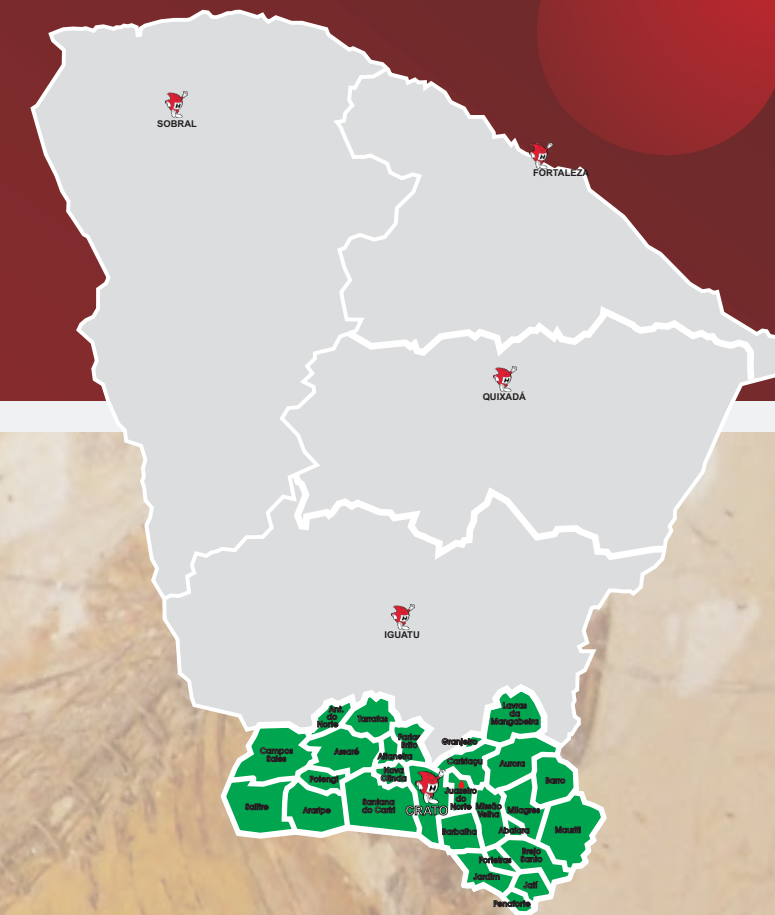 SOBRAL
FORTALEZA
QUIXADÁ
IGUATU
Lavras
da
Mangabeira
Ant.
do
Norte
Tarrafas
Farias
Brito
Granjeiro
Campos
Sales
Assaré
Altaneira
Caririaçu
Aurora
Nova
Olinda
Potengi
Barro
Juazeiro
do
Norte
Salitre
Araripe
Santana
do Cariri
CRATO
Missão
Velha
Milagres
Mauriti
Barbalha
Abaiara
Brejo
Santo
Porteiras
Jardim
Jati
Penaforte
H
H
H
H
H